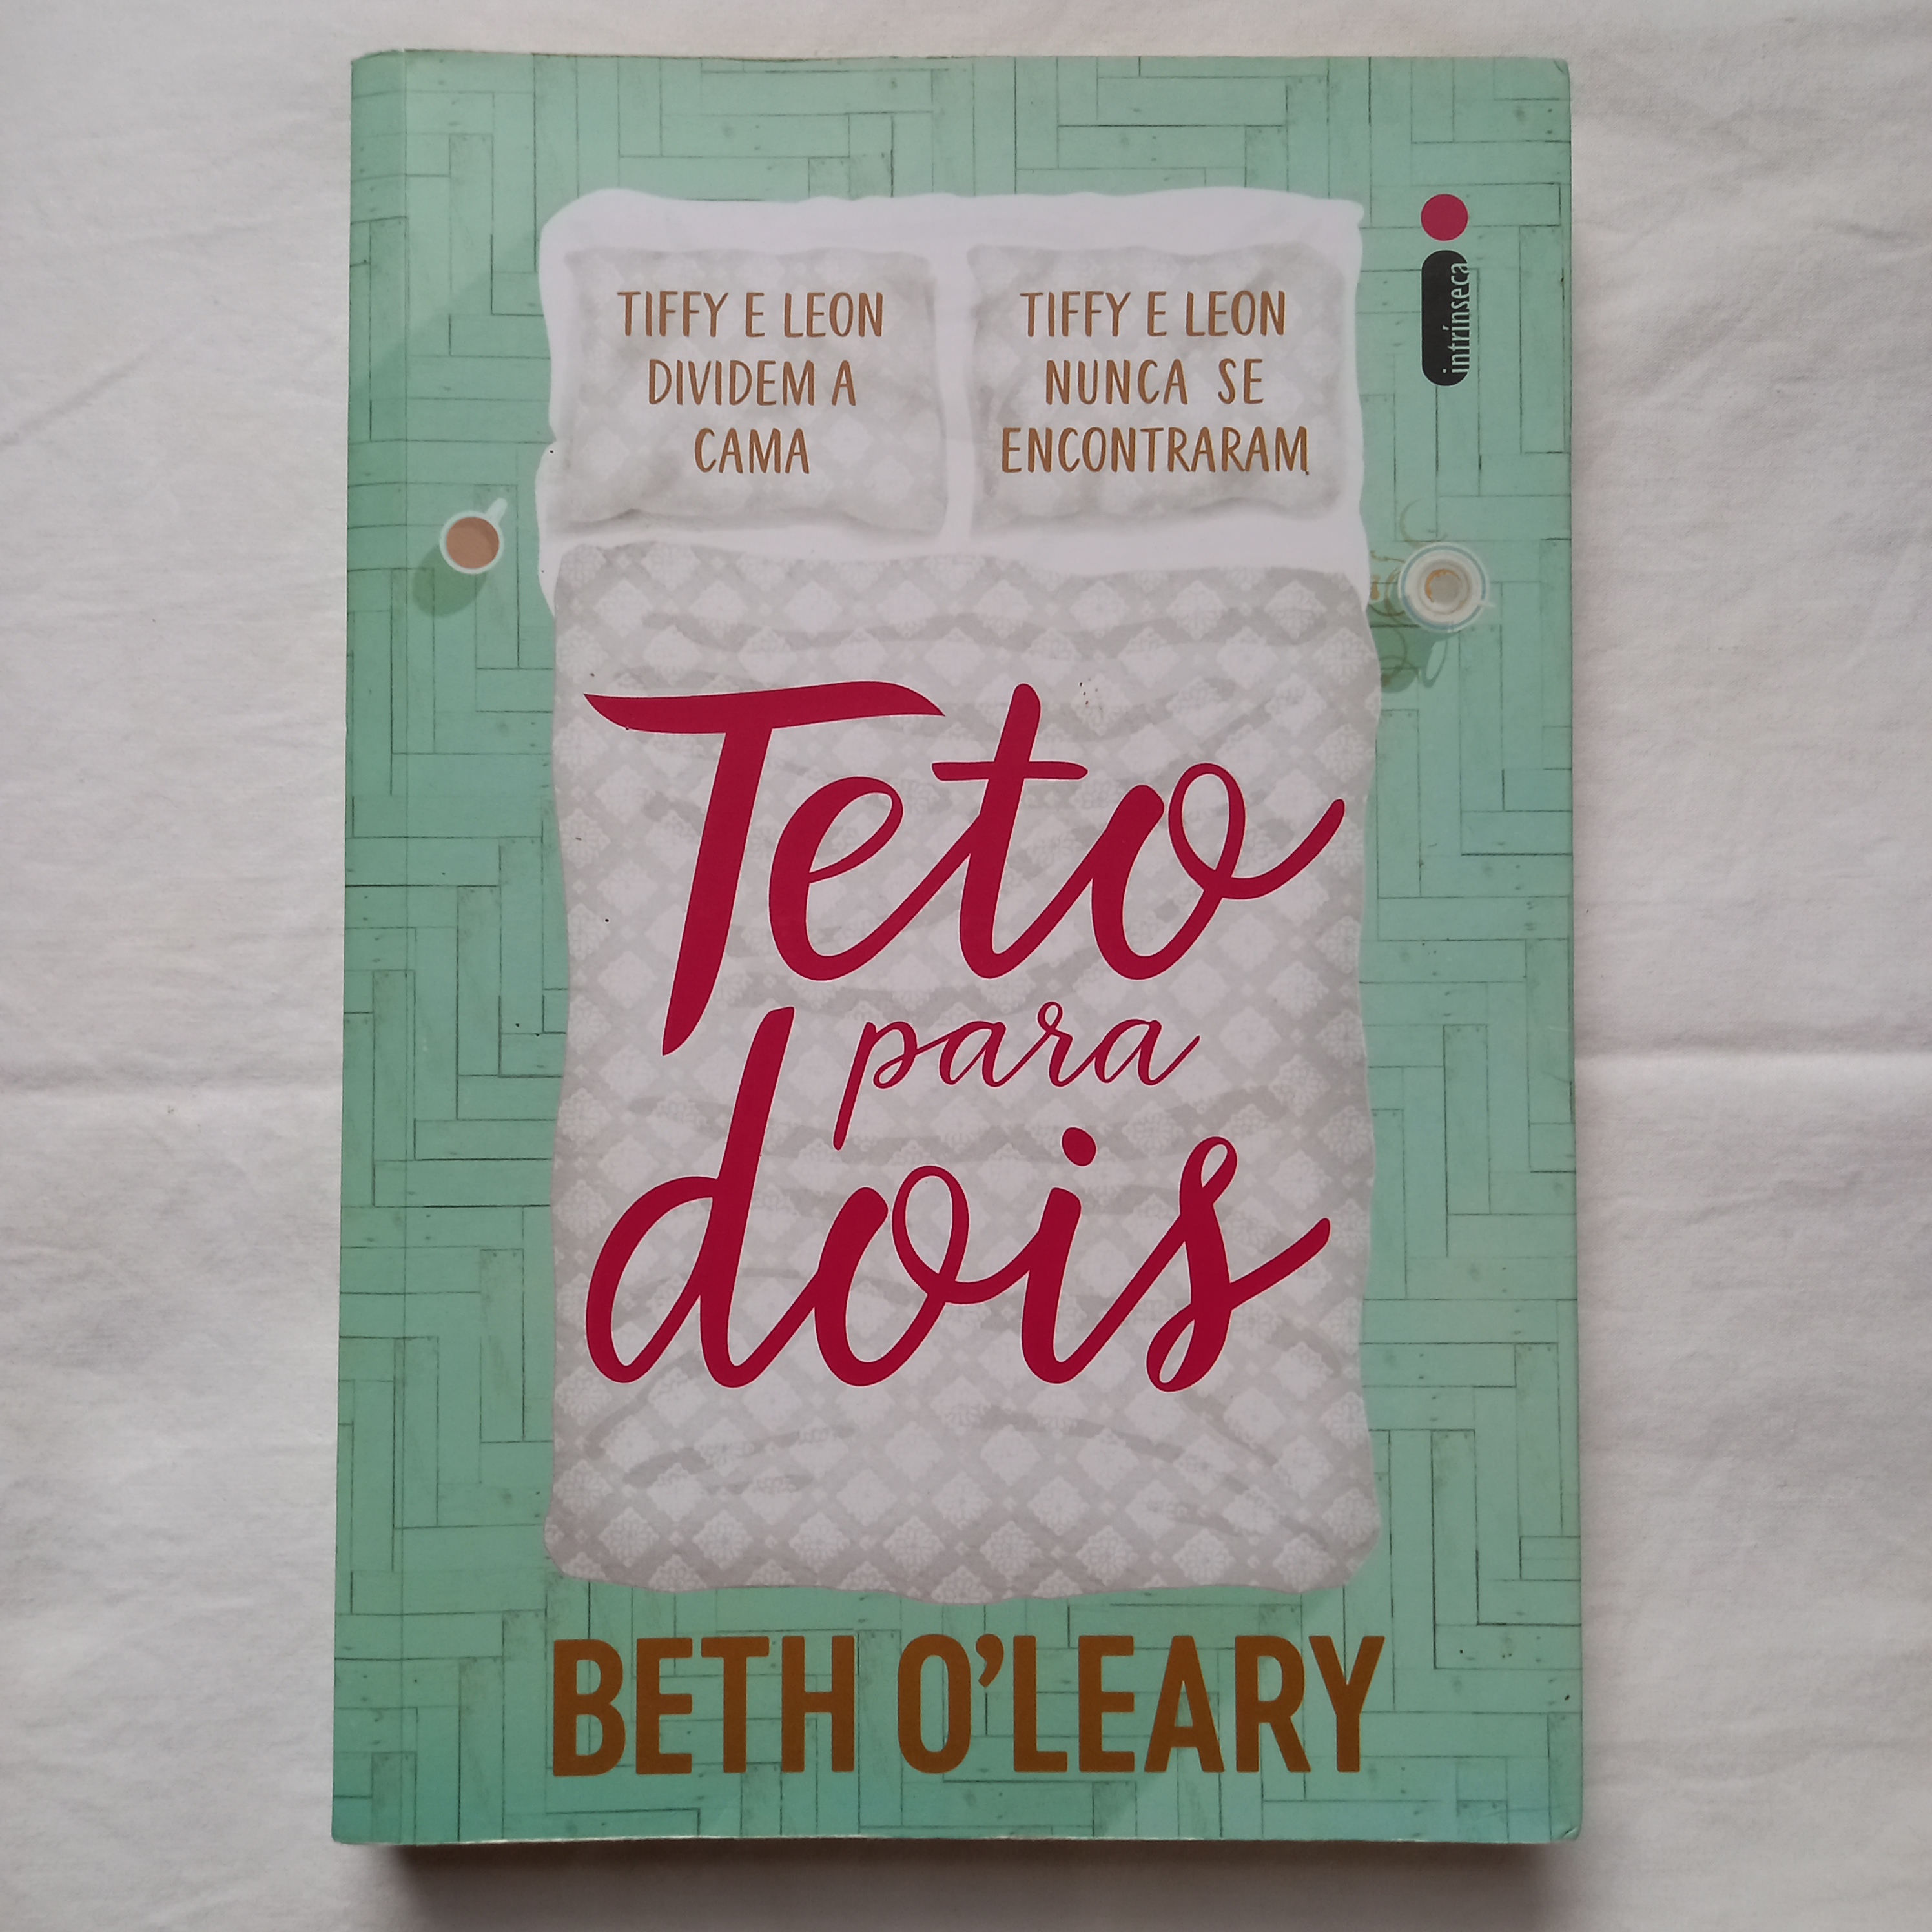 TIFFY E LEON
DIVIDEM A
CAMA
TIFFY E LEON
NUNCA SE
ENCONTRARAM
intrínseca
Teto
para
dois
BETH O'LEARY